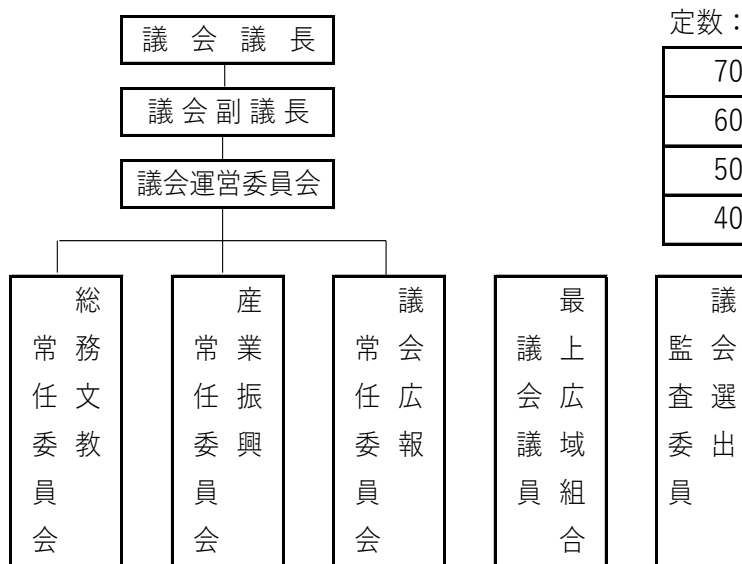 議会議長
議会副議長
議会運営委員会
定数：
70
60
50
40
総務文教
常任委員会
産業振興
常任委員会
議会広報
常任委員会
最上広域組合
議会議員
議会選出
監査委員